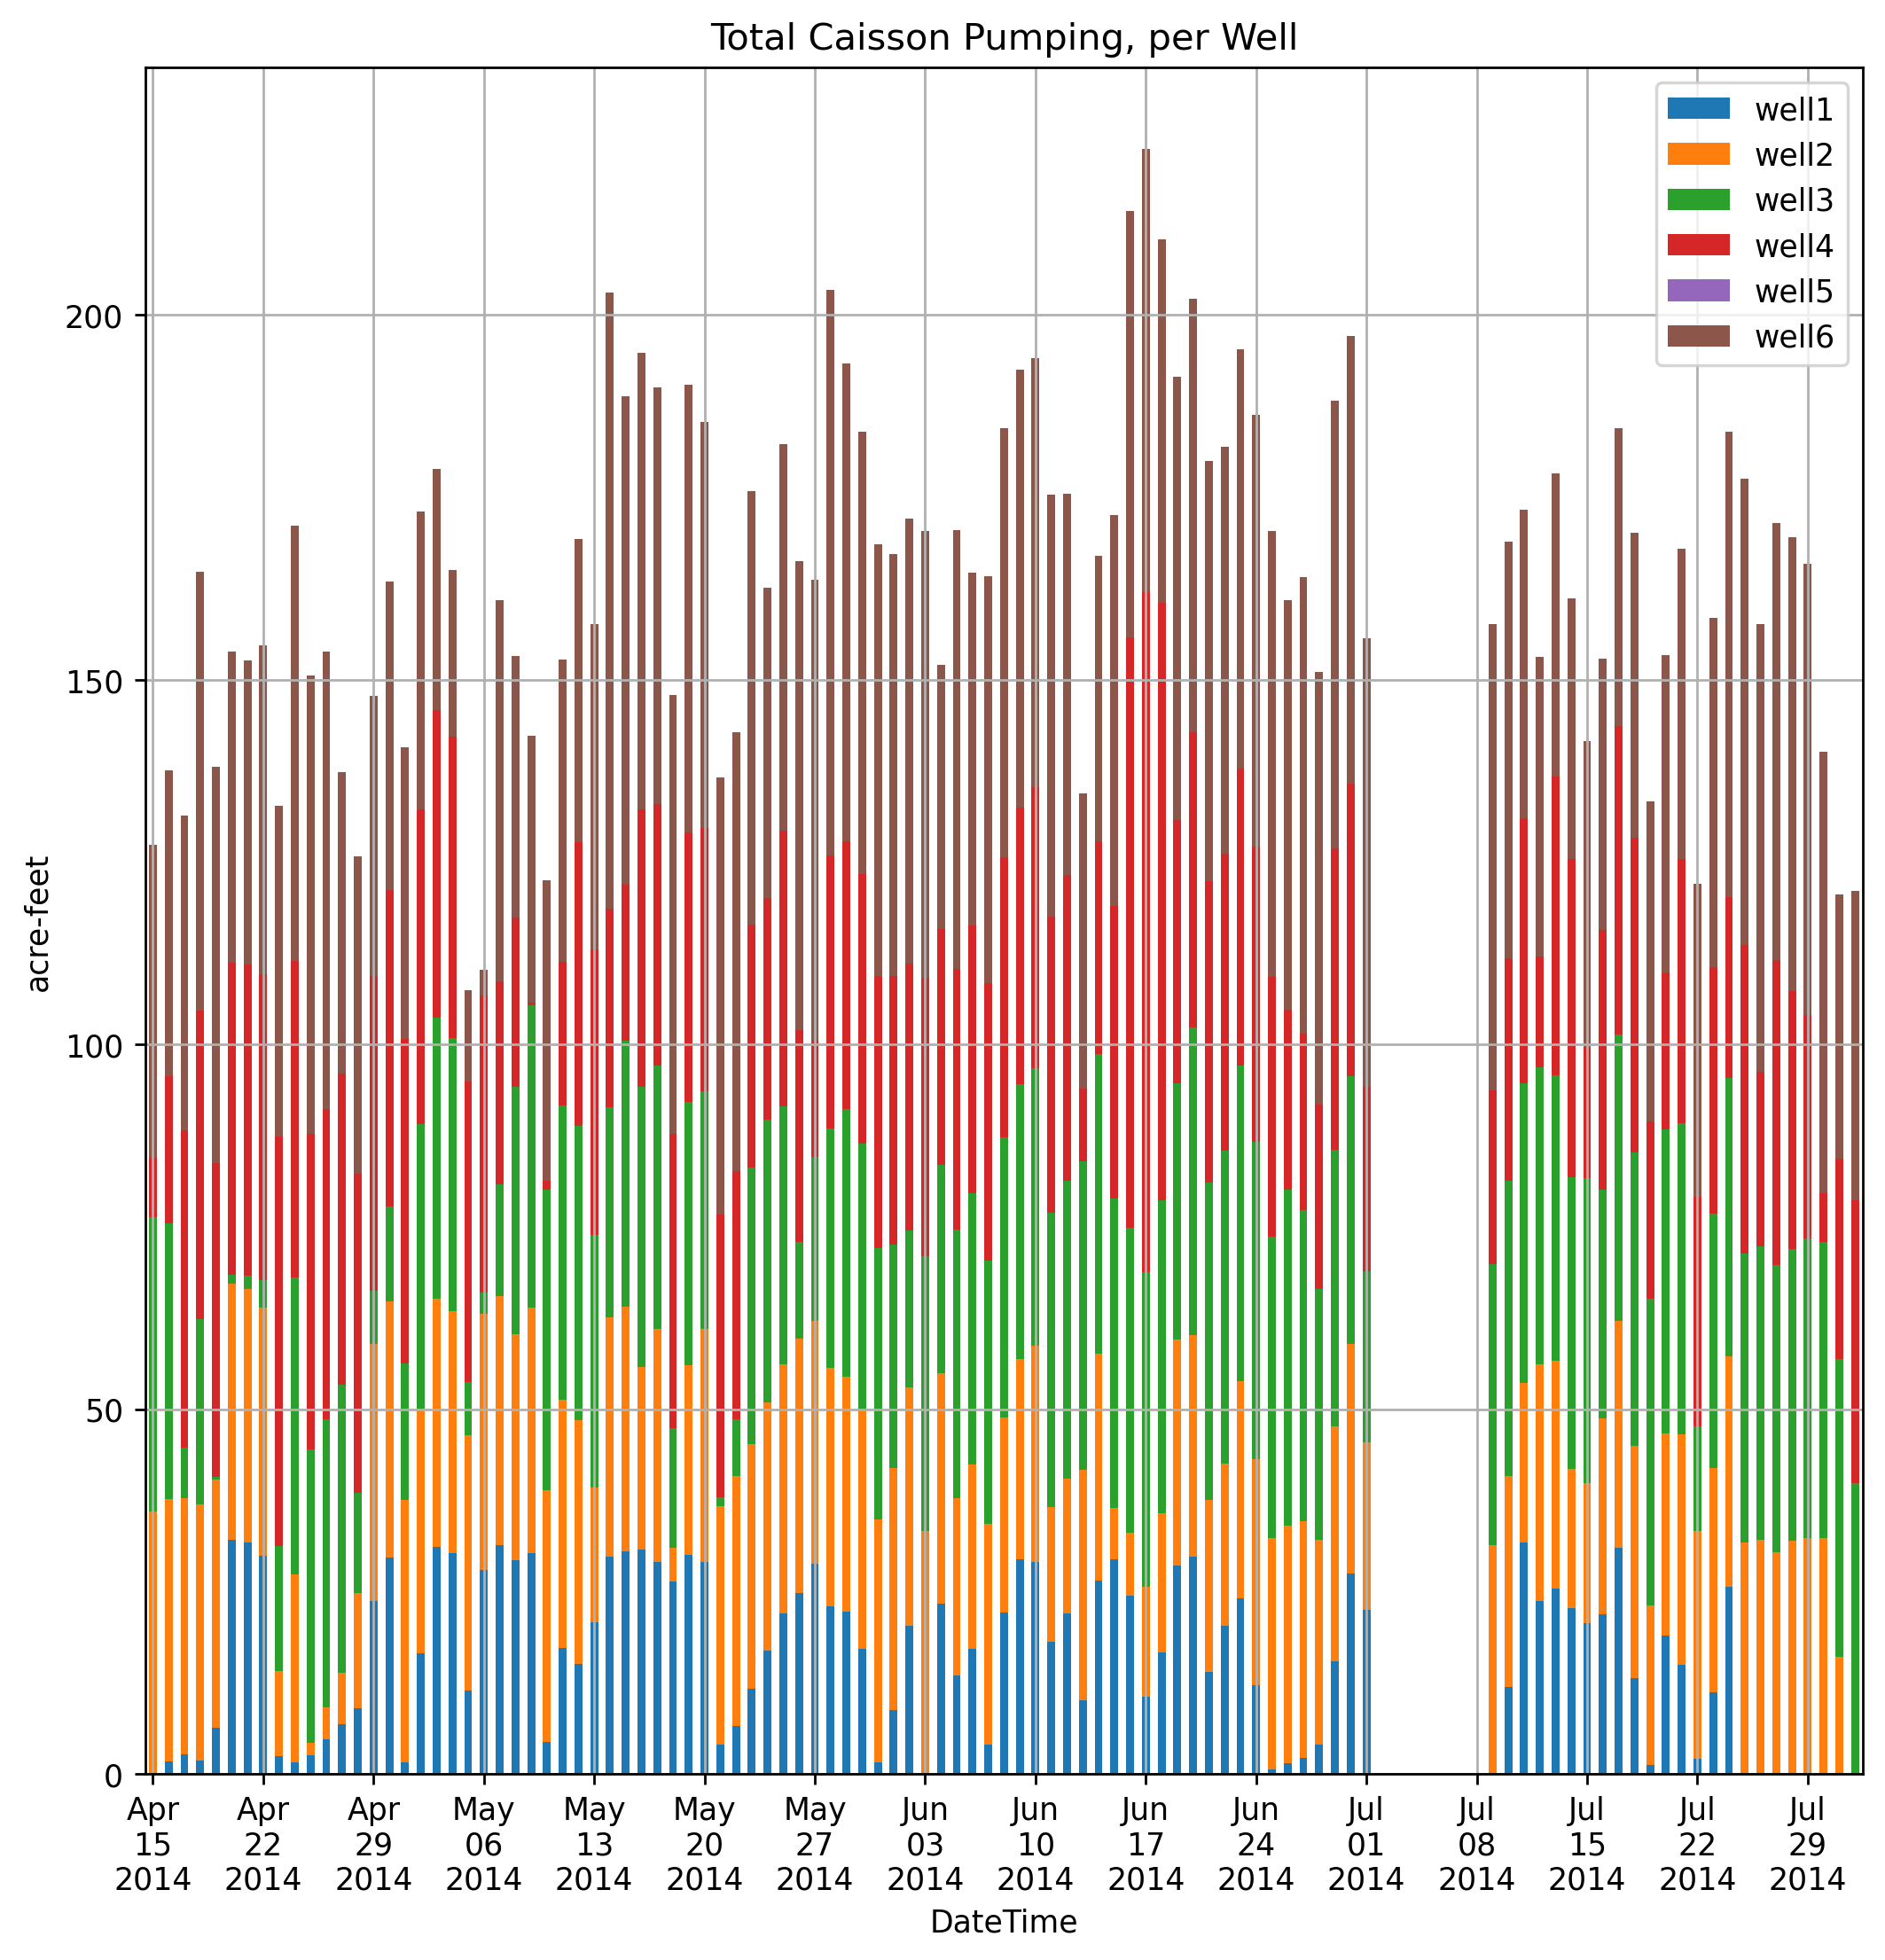 Total Caisson Pumping, per Well
well1
well2
well3
well4
well5
well6
200
150
100
50
0
acre-feet
Apr Apr Apr May May May May Jun Jun Jun Jun Jul Jul Jul Jul Jul
15 22 29 06 13 20 27 03 10 17 24 01 08 15 22 29
2014 2014 2014 2014 2014 2014 2014 2014 2014 2014 2014 2014 2014 2014 2014 2014
DateTime